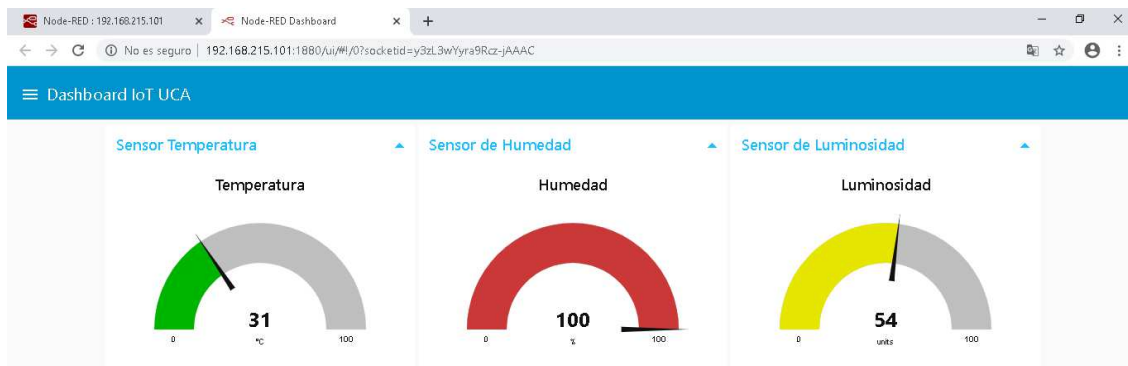 Node-RED : 192.168.215.101
Node-RED Dashboard
No es seguro | 192.168.215.101:1880/ui/#!/0?socketid=y3zL3wYyra9Rcz-jAAAC
Dashboard IoT UCA
Sensor Temperatura
Sensor de Humedad
Sensor de Luminosidad
Temperatura
Humedad
Luminosidad
31
0
°C
100
100
0
%
100
54
0
units
100